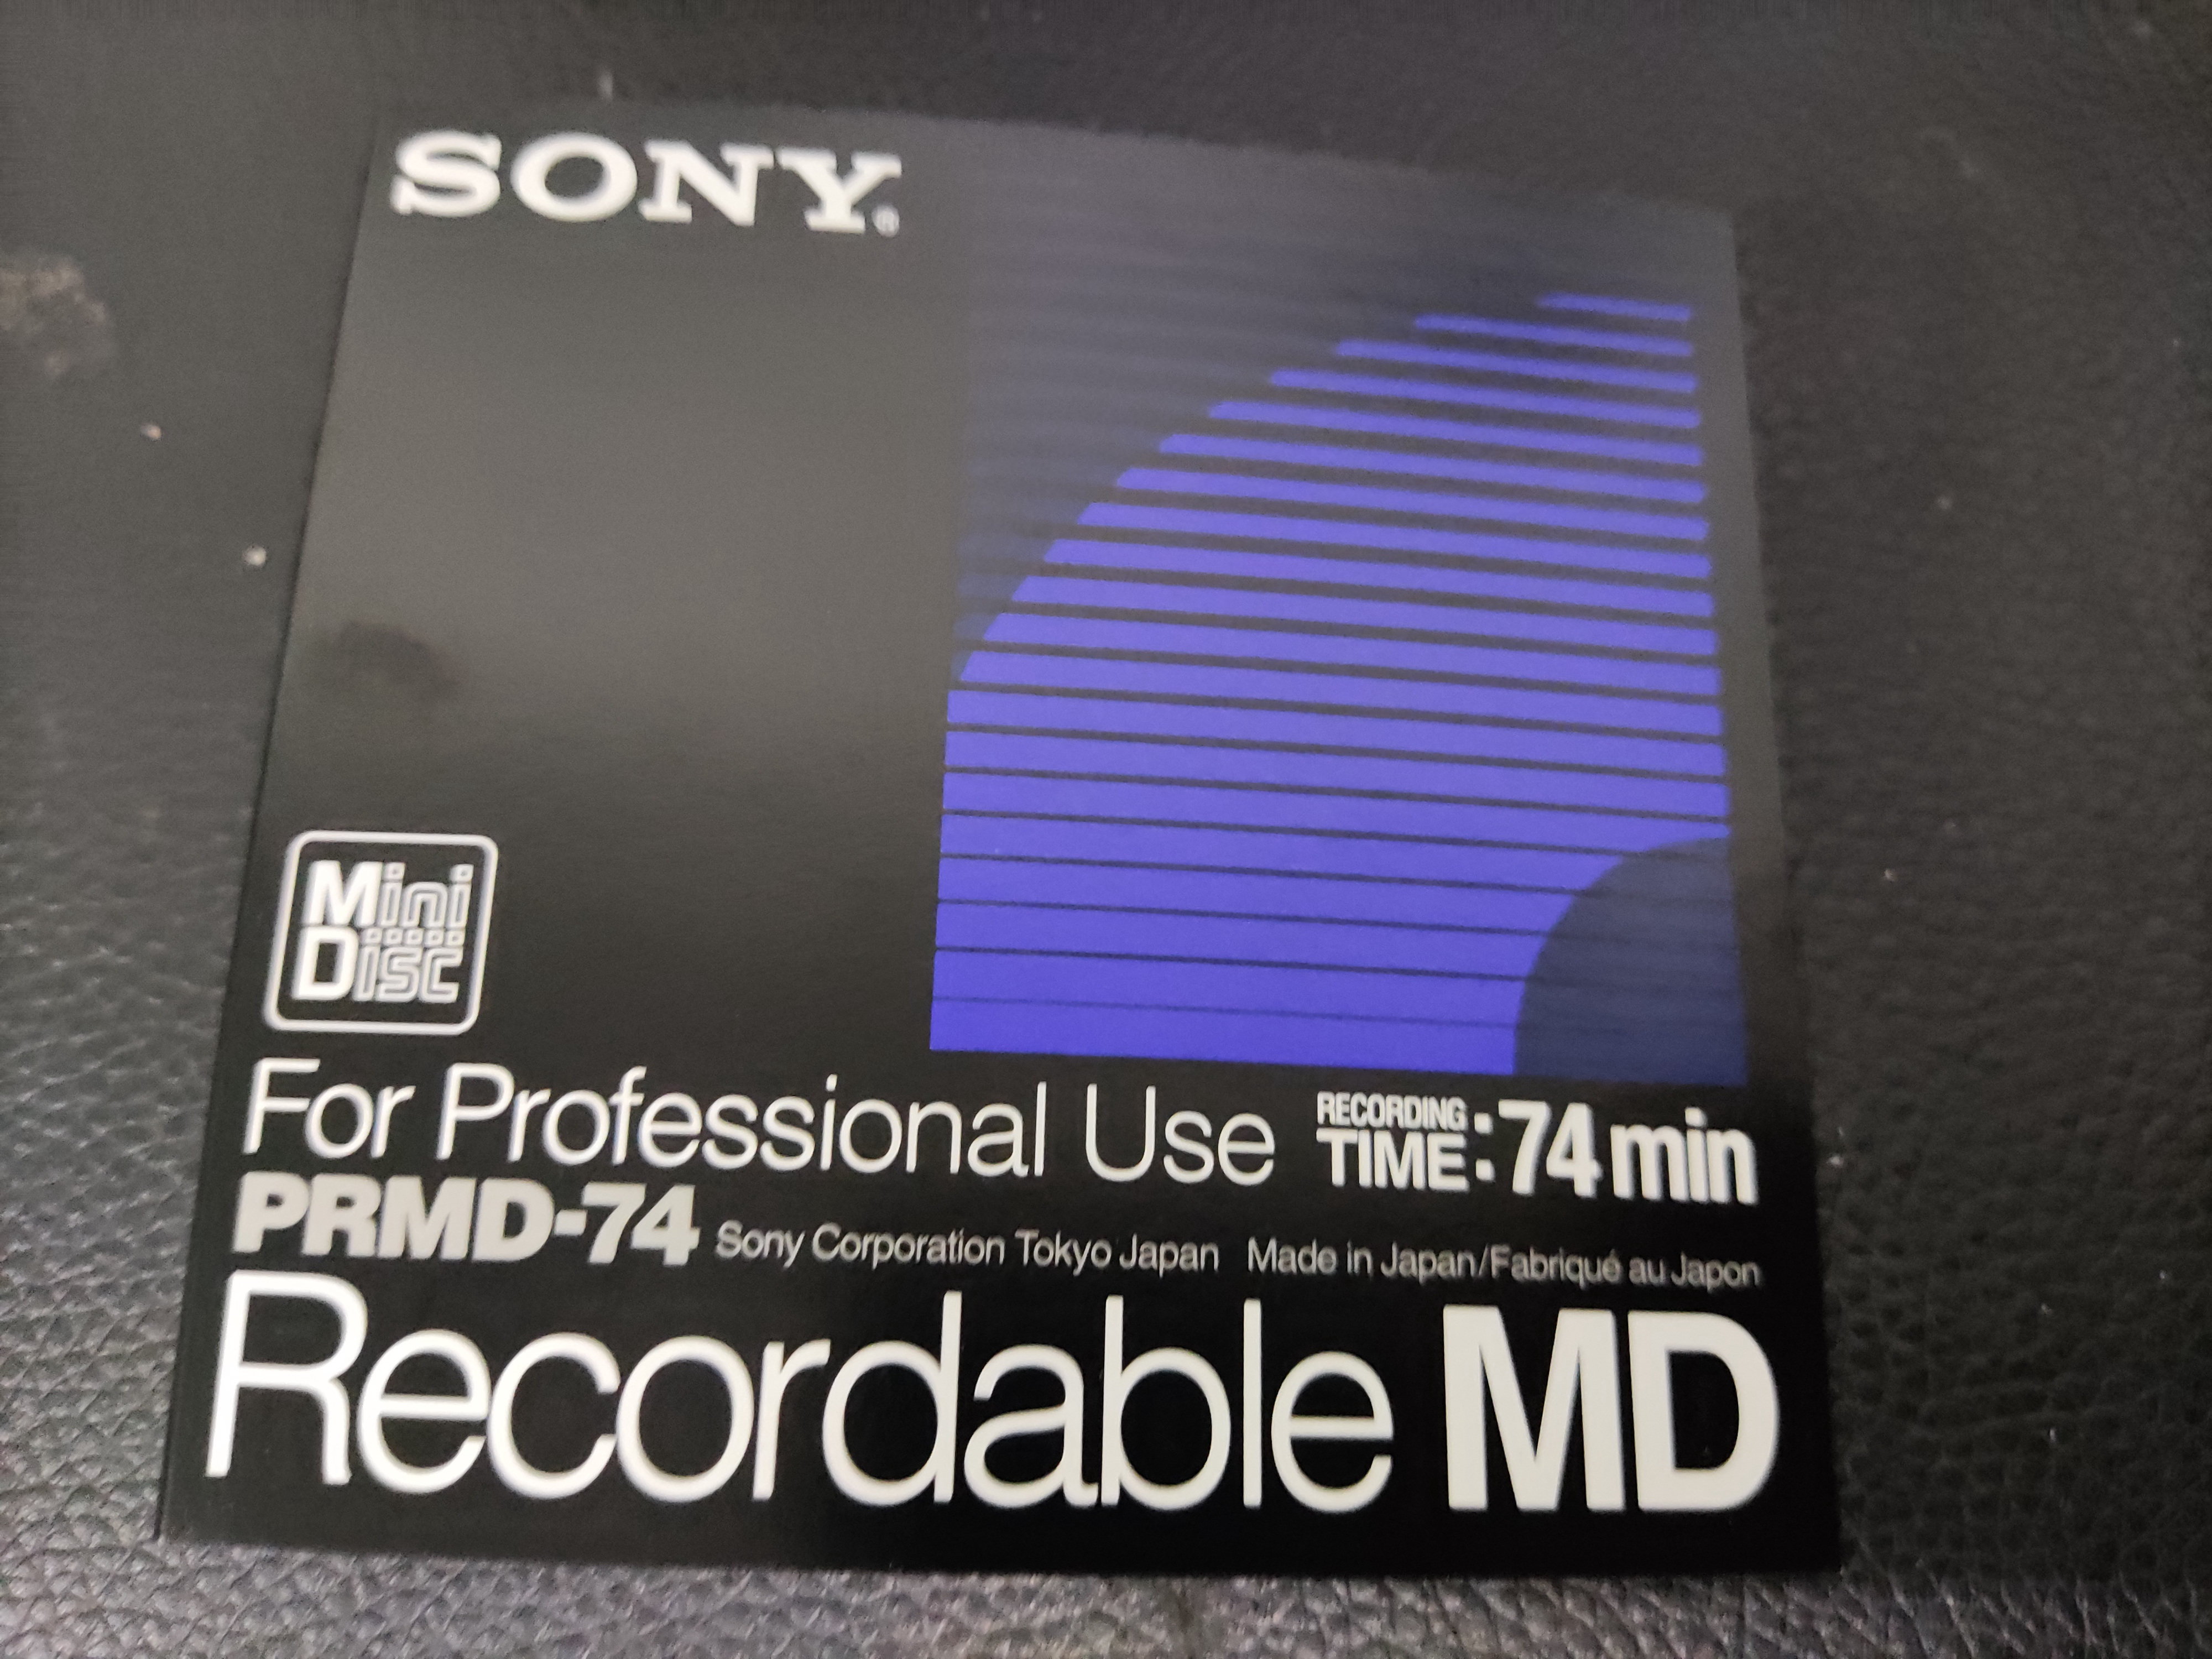 SONY®
Mini
Disc
For Professional Use RECORDING TIME: 74 min
PRMD-74 Sony Corporation Tokyo Japan Made in Japan/Fabriqué au Japon
Recordable MD